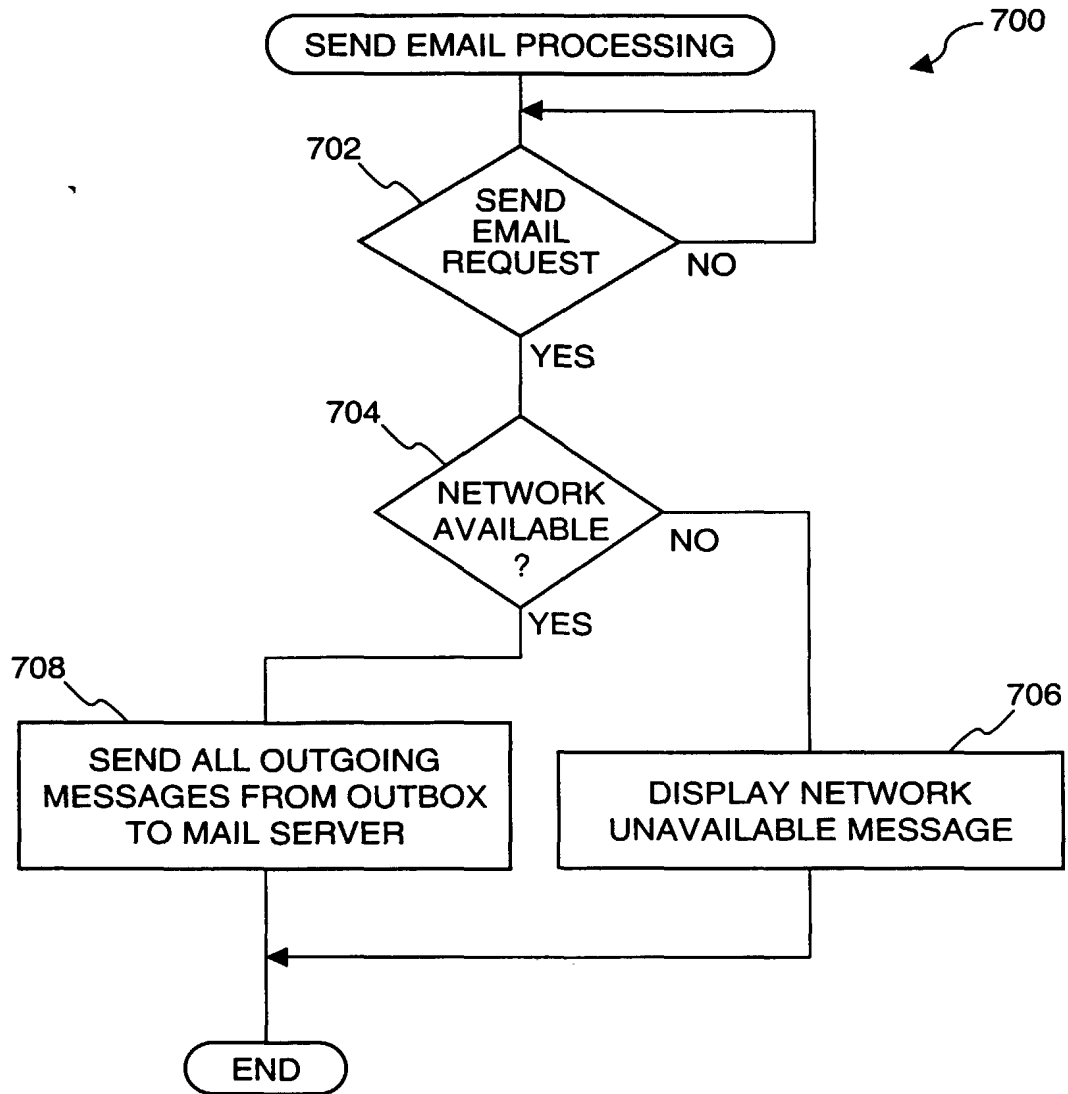 SEND EMAIL PROCESSING
700
702
SEND
EMAIL
REQUEST
NO
YES
704
NETWORK
AVAILABLE
?
NO
YES
708
706
SEND ALL OUTGOING
MESSAGES FROM OUTBOX
TO MAIL SERVER
DISPLAY NETWORK
UNAVAILABLE MESSAGE
END